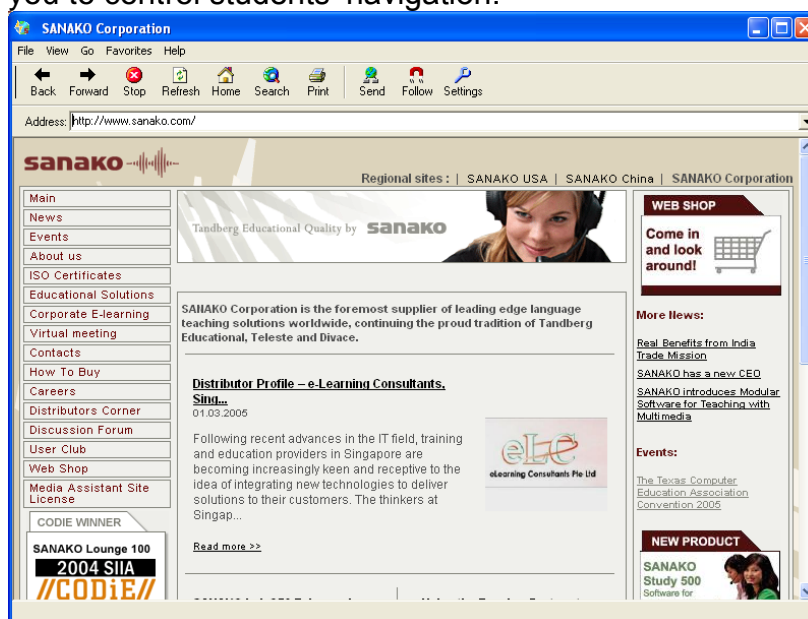 you to control students' navigation.
SANAKO Corporation
File View Go Favorites Help
Back Forward Stop Refresh Home Search Print Send Follow Settings
Address: http://www.sanako.com/
sanako
Regional sites : | SANAKO USA | SANAKO China | SANAKO Corporation
Main
News
Events
About us
ISO Certificates
Educational Solutions
Corporate E-learning
Virtual meeting
Contacts
How To Buy
Careers
Distributors Corner
Discussion Forum
User Club
Web Shop
Media Assistant Site
License
CODIE WINNER
SANAKO Lounge 100
2004 SIIA
//CODiE//
Tandberg Educational Quality by sanako
SANAKO Corporation is the foremost supplier of leading edge language
teaching solutions worldwide, continuing the proud tradition of Tandberg
Educational, Teleste and Divace.
Distributor Profile – e-Learning Consultants,
Sing...
01.03.2005
Following recent advances in the IT field, training
and education providers in Singapore are
becoming increasingly keen and receptive to the
idea of integrating new technologies to deliver
solutions to their customers. The thinkers at
Singap...
Read more >>
eLC
eLearning Consultants Pte Ltd
WEB SHOP
Come in
and look
around!
More News:
Real Benefits from India
Trade Mission
SANAKO has a new CEO
SANAKO introduces Modular
Software for Teaching with
Multimedia
Events:
The Texas Computer
Education Association
Convention 2005
NEW PRODUCT
SANAKO
Study 500
Software for